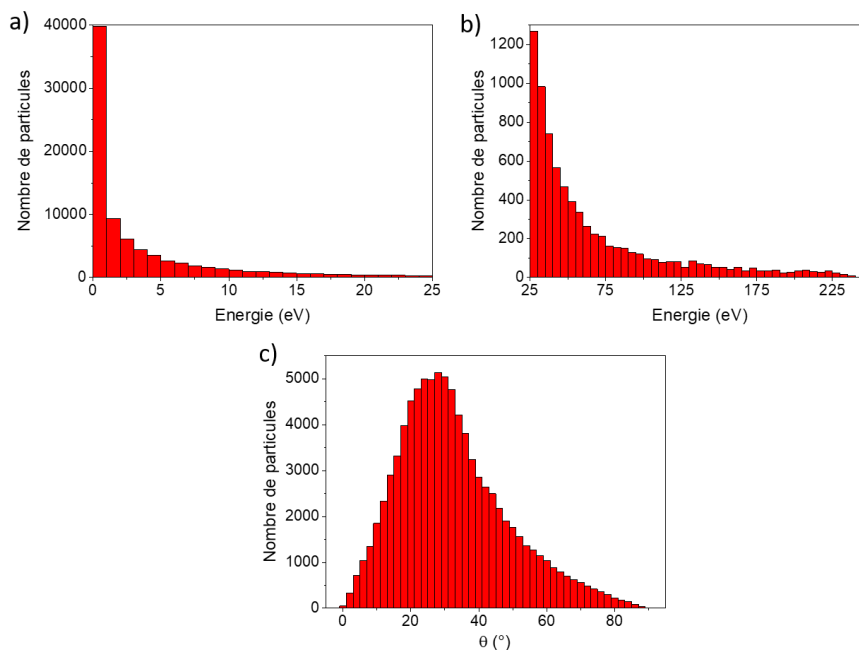 a)
40000
30000
20000
10000
0
Nombre de particules
0 5 10 15 20 25
Energie (eV)
b)
1200
1000
800
600
400
200
0
Nombre de particules
25 75 125 175 225
Energie (eV)
c)
5000
4000
3000
2000
1000
0
Nombre de particules
0 20 40 60 80
θ (°)